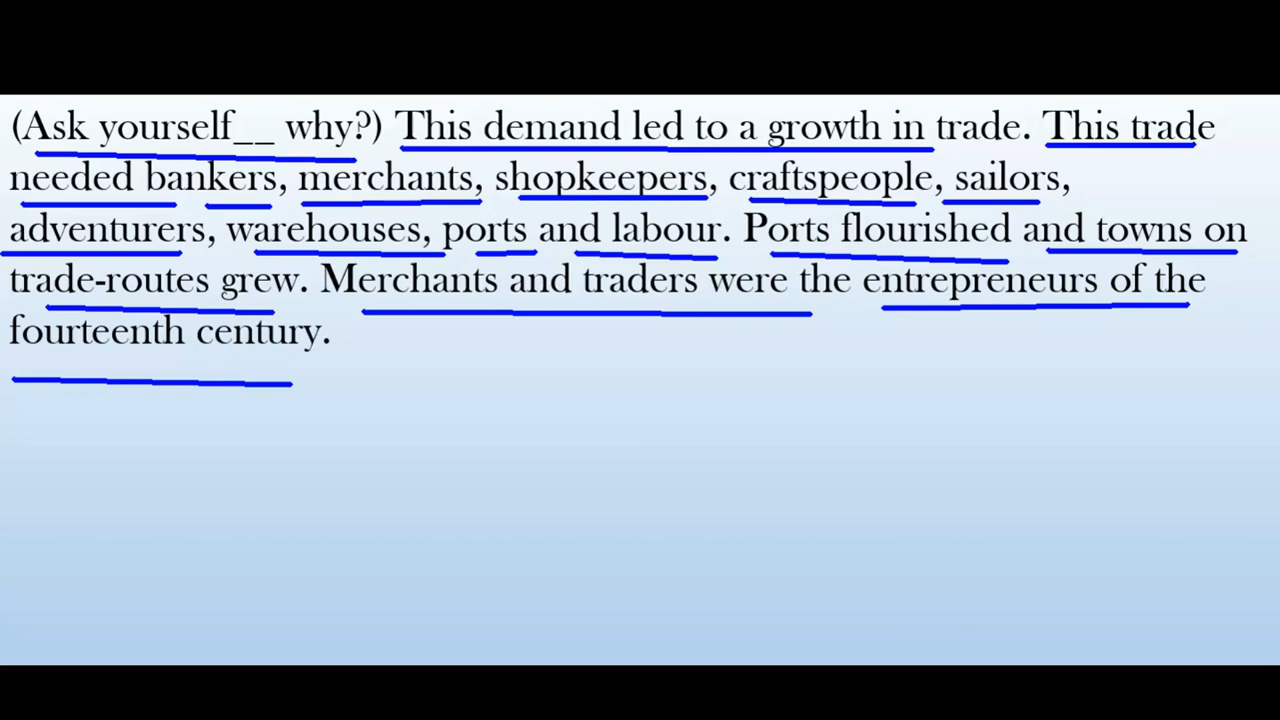 (Ask yourself__ why?) This demand led to a growth in trade. This trade
needed bankers, merchants, shopkeepers, craftspeople, sailors,
adventurers, warehouses, ports and labour. Ports flourished and towns on
trade-routes grew. Merchants and traders were the entrepreneurs of the
fourteenth century.